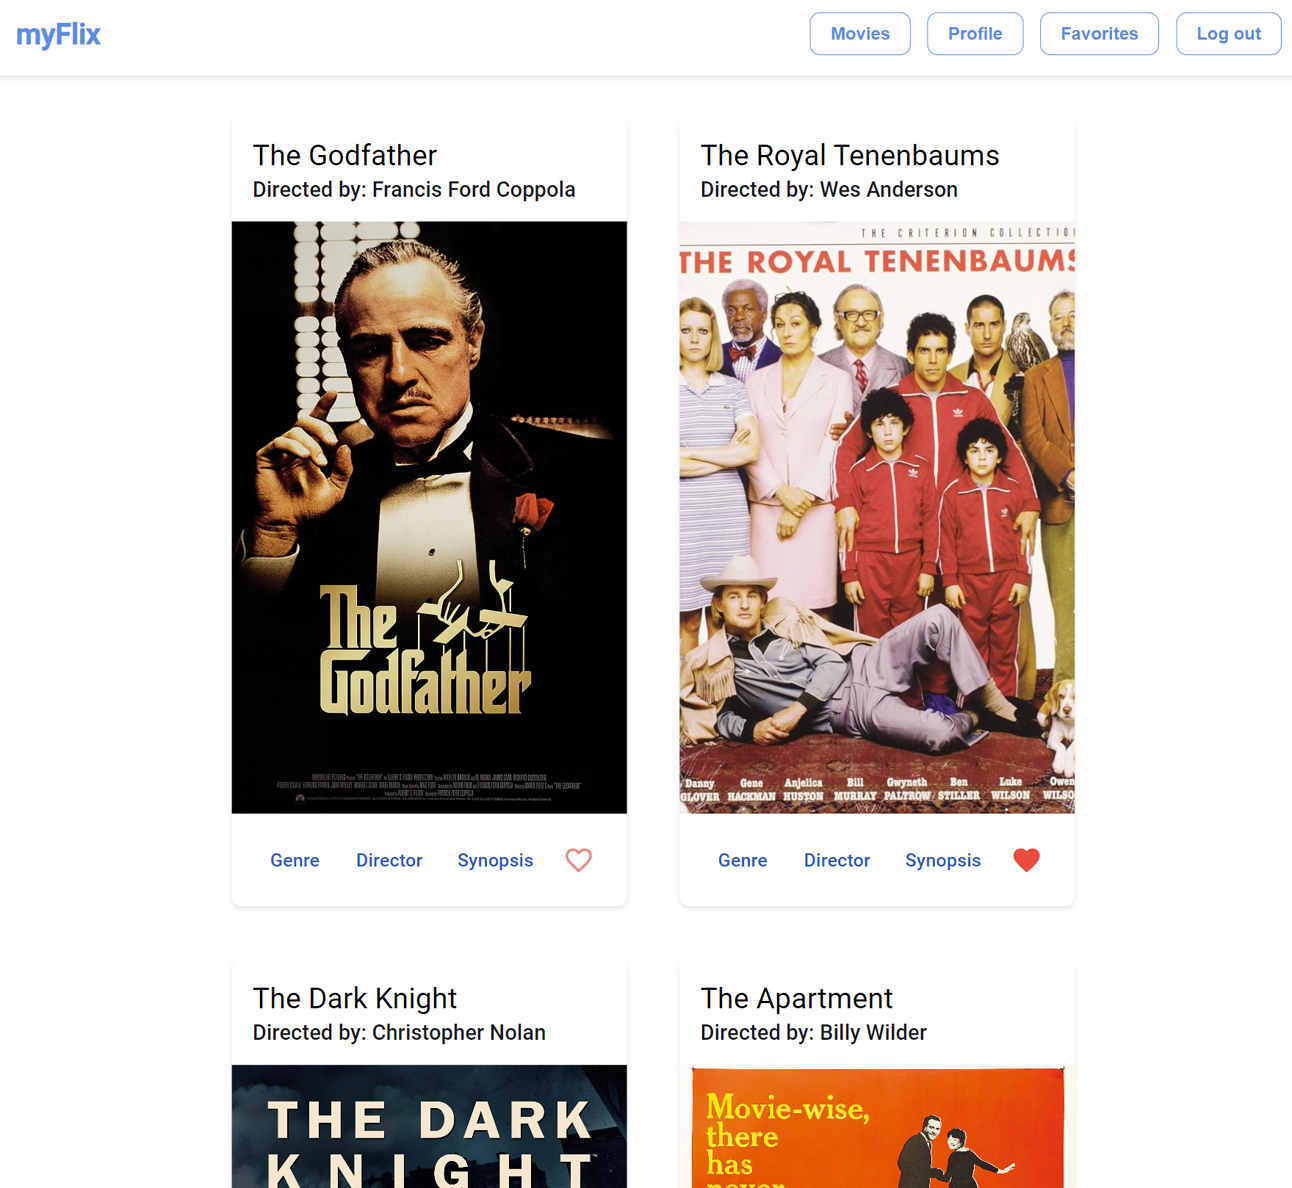 myFlix
Movies
Profile
Favorites
Log out
The Godfather
Directed by: Francis Ford Coppola
The
Godfather
Genre
Director
Synopsis
The Royal Tenenbaums
Directed by: Wes Anderson
THE CRITERION COLLECTIO
THE ROYAL TENENBAUMS
Danny Gene Anjelica Bill Gwyneth Ben Luke Owen
GLOVER HACKMAN HUSTON MURRAY PALTROW STILLER WILSON WILSO
Genre
Director
Synopsis
The Dark Knight
Directed by: Christopher Nolan
THE DARK
KNIGHT
The Apartment
Directed by: Billy Wilder
Movie-wise,
there
has
never